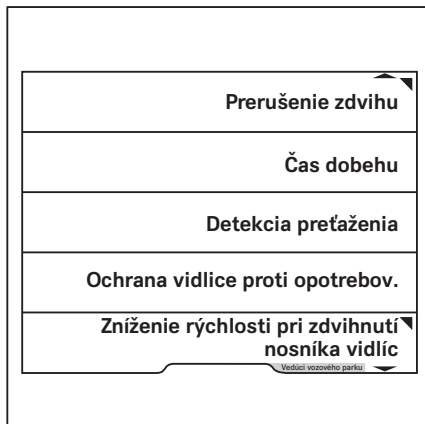 Prerušenie zdvihu
Čas dobehu
Detekcia preťaženia
Ochrana vidlice proti opotrebov.
Zníženie rýchlosti pri zdvihnutí
nosníka vidlíc
Vedúci vozového parku